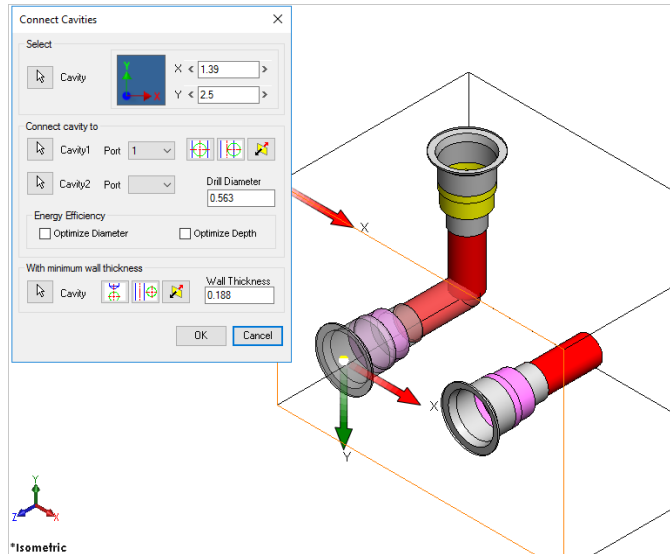 Connect Cavities
Select
Cavity
Y
X
X < 1.39 >
Y < 2.5 >
Connect cavity to
Cavity1 Port 1
Cavity2 Port
Drill Diameter
0.563
Energy Efficiency
Optimize Diameter Optimize Depth
With minimum wall thickness
Cavity
Wall Thickness
0.188
OK Cancel
X
X
Y
Y
Z X
*Isometric